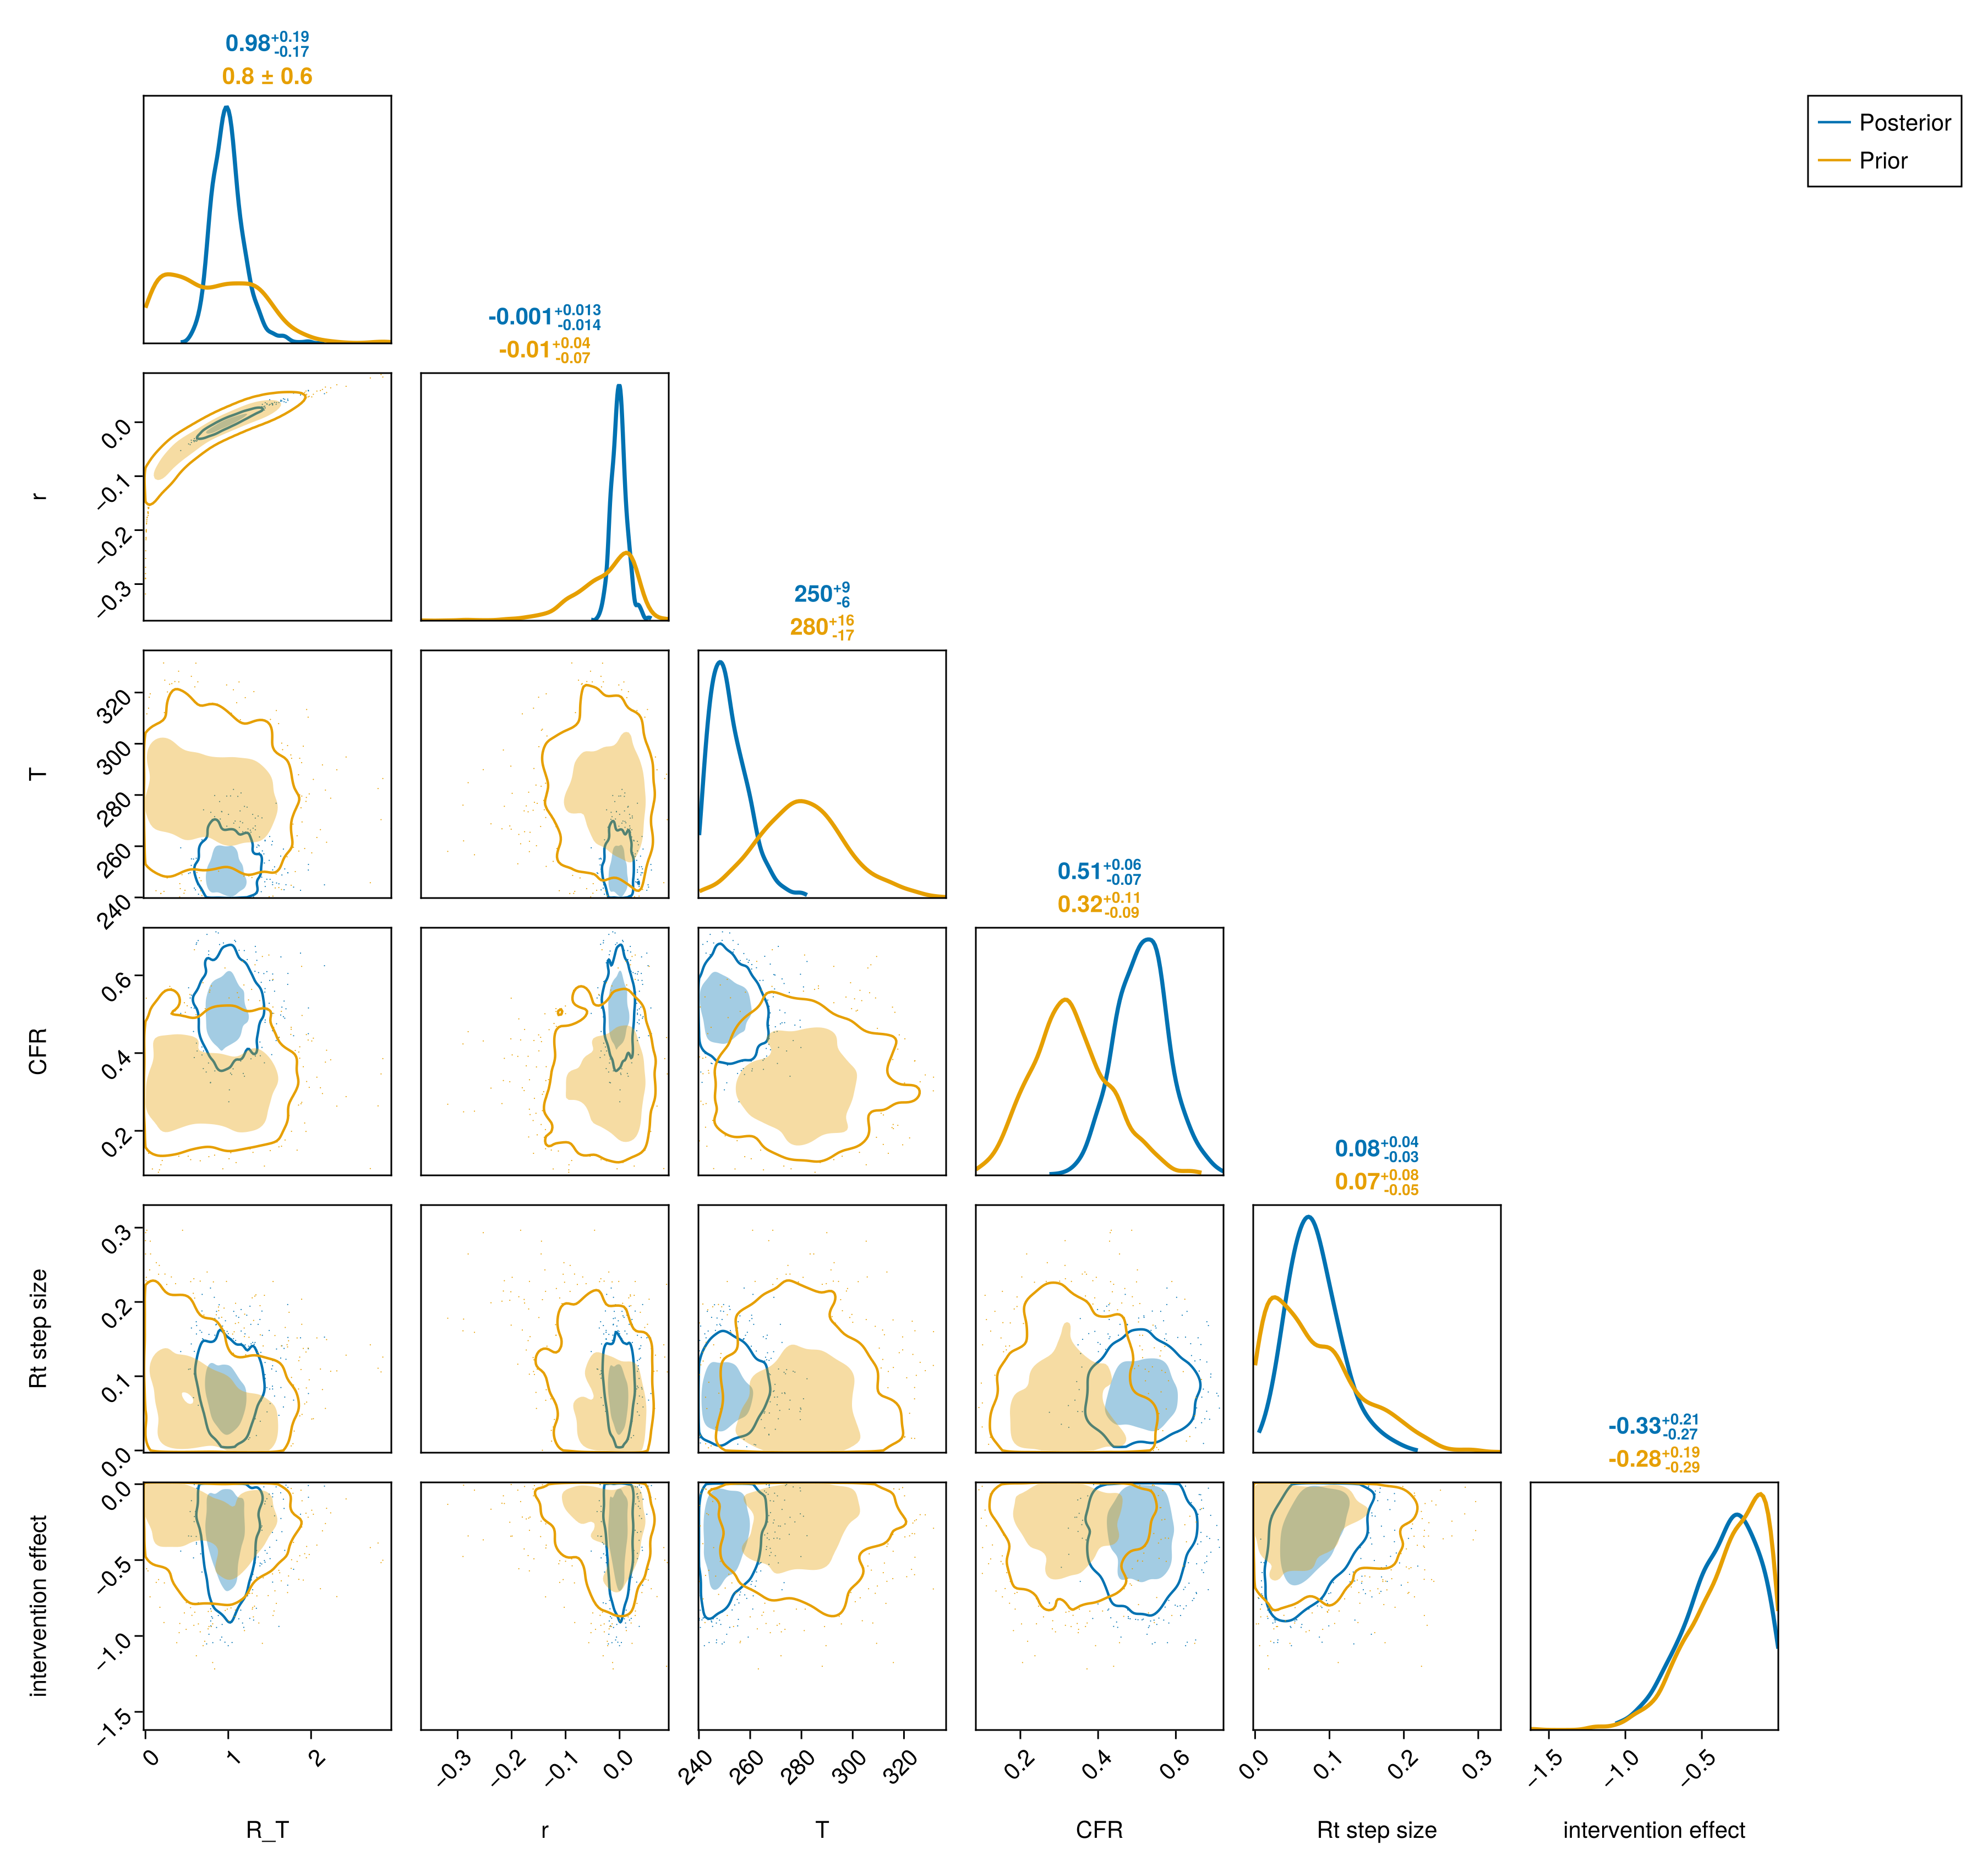 0.98+0.19-0.17
0.8 ± 0.6
Posterior
Prior
-0.001+0.013-0.014
-0.01+0.04-0.07
r
0.0
−0.1
−0.2
−0.3
250+9-6
280+16-17
T
320
300
280
260
240
0.51+0.06-0.07
0.32+0.11-0.09
CFR
0.6
0.4
0.2
0.08+0.04-0.03
0.07+0.08-0.05
Rt step size
0.3
0.2
0.1
0.0
-0.33+0.21-0.27
-0.28+0.19-0.29
intervention effect
0.0
−0.5
−1.0
−1.5
0 1 2
−0.3 −0.2 −0.1 0.0
240 260 280 300 320
0.2 0.4 0.6
0.0 0.1 0.2 0.3
−1.5 −1.0 −0.5
R_T
r
T
CFR
Rt step size
intervention effect